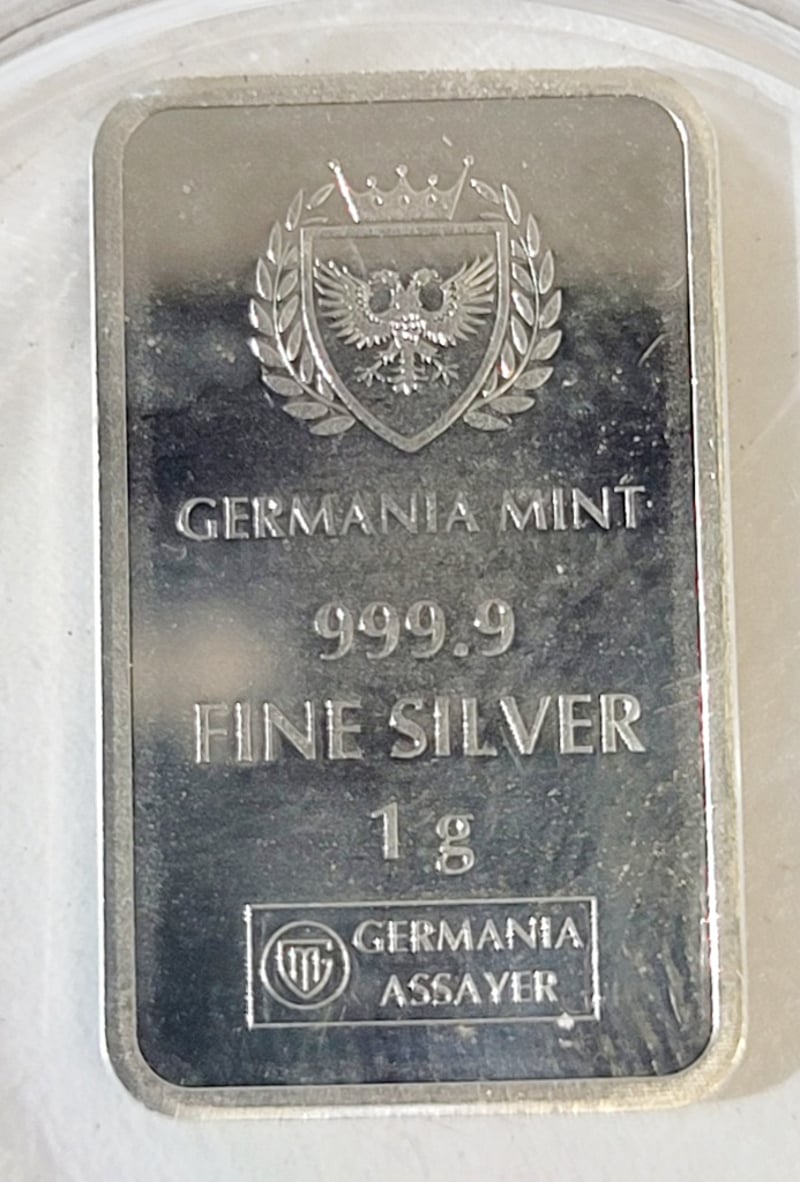 GERMANIA MINT
999.9
FINE SILVER
1 g
GERMANIA
ASSAYER